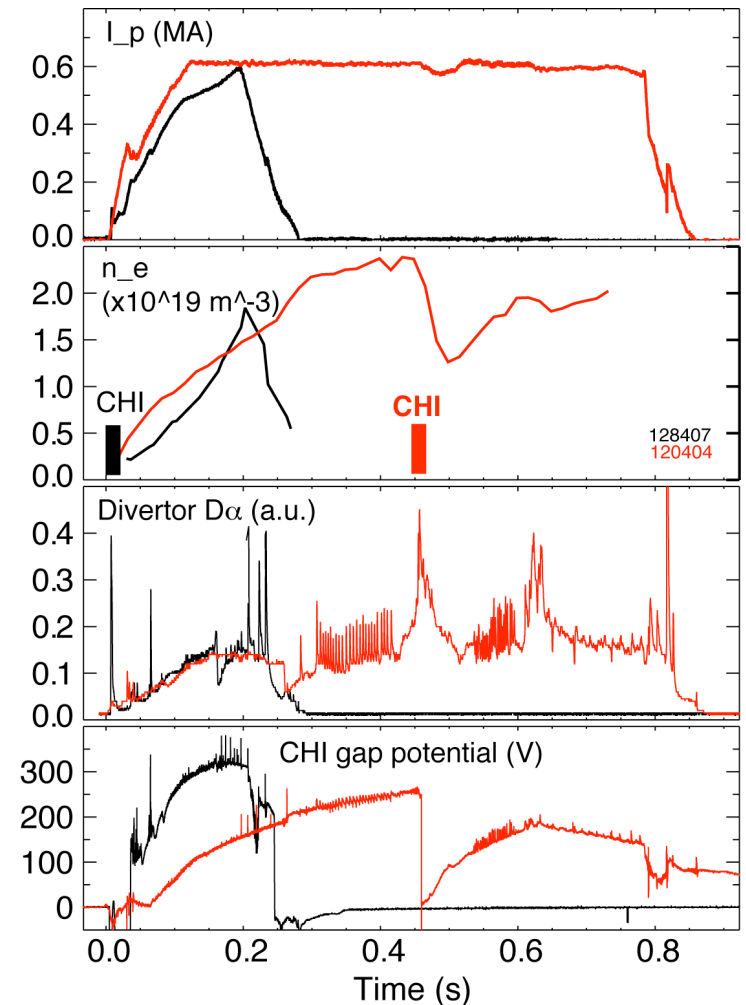 I_p (MA)
0.6
0.4
0.2
0.0
n_e
(x10^19 m^-3)
2.0
1.5
1.0
0.5
0.0
CHI
CHI
128407
120404
Divertor Dα (a.u.)
0.4
0.3
0.2
0.1
0.0
CHI gap potential (V)
300
200
100
0
0.0 0.2 0.4 0.6 0.8
Time (s)